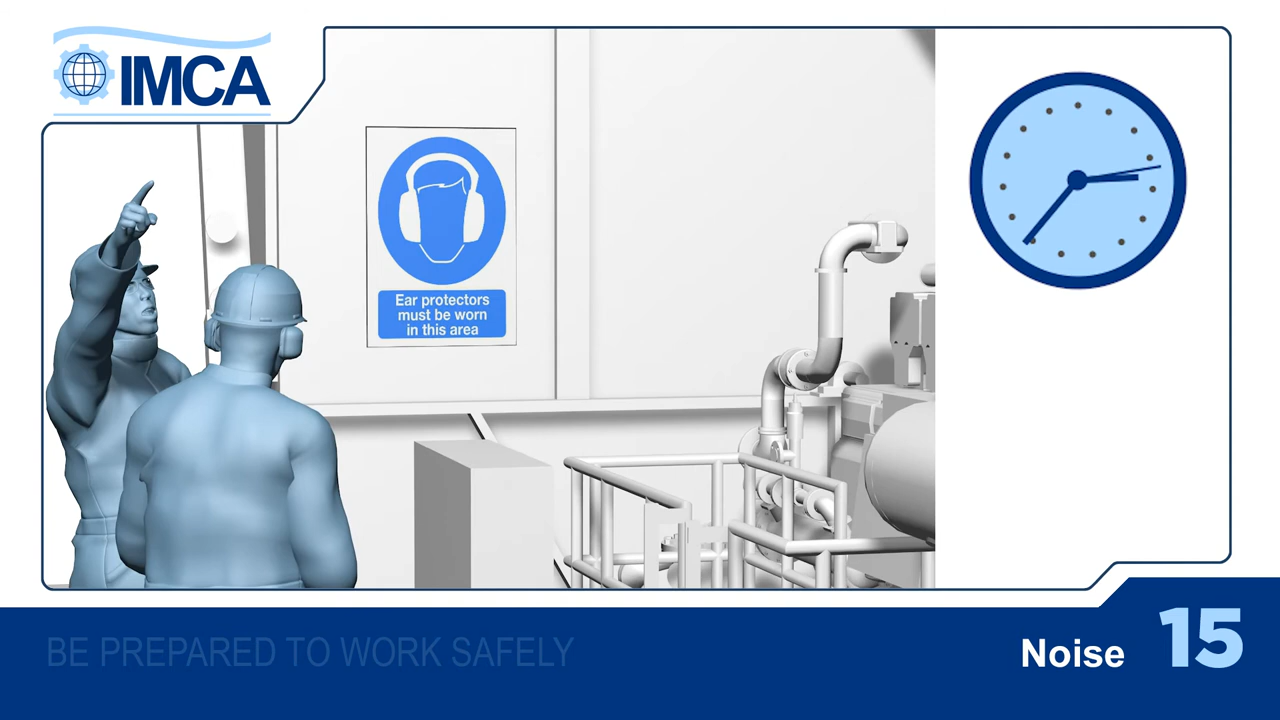 IMCA
Ear protectors
must be worn
in this area
BE PREPARED TO WORK SAFELY
Noise 15